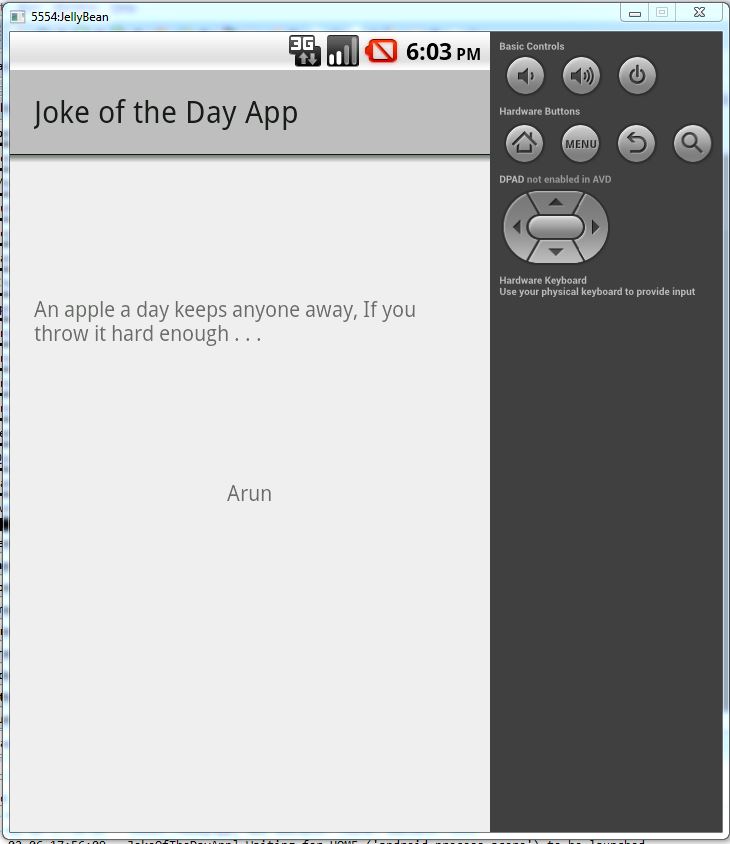 5554:JellyBean
3G 6:03 PM
Joke of the Day App
An apple a day keeps anyone away, If you
throw it hard enough . . .
Arun
Basic Controls
Hardware Buttons
MENU
DPAD not enabled in AVD
Hardware Keyboard
Use your physical keyboard to provide input